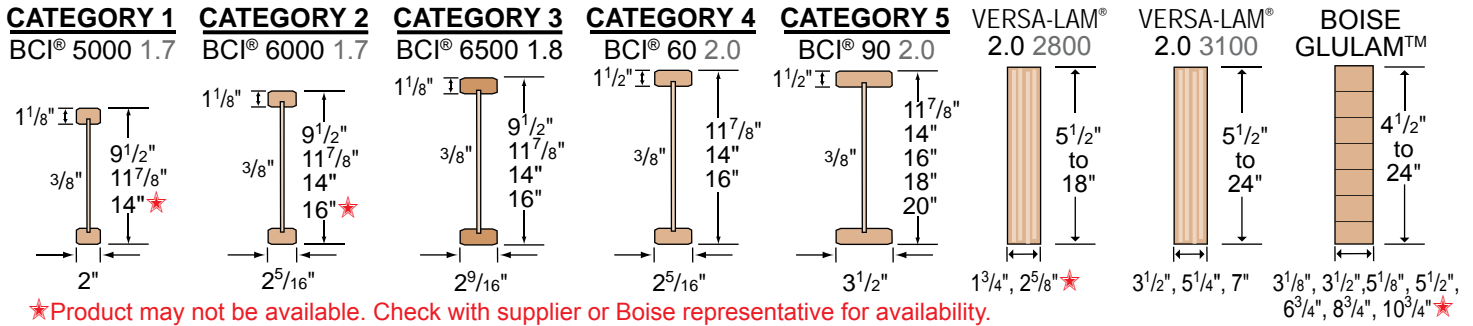 CATEGORY 1
BCI® 5000 1.7
1 1/8"
3/8"
9 1/2"
11 7/8"
14"★
2"
CATEGORY 2
BCI® 6000 1.7
1 1/8"
3/8"
9 1/2"
11 7/8"
14"
16"★
2 5/16"
CATEGORY 3
BCI® 6500 1.8
1 1/8"
3/8"
9 1/2"
11 7/8"
14"
16"
2 9/16"
CATEGORY 4
BCI® 60 2.0
1 1/2"
3/8"
11 7/8"
14"
16"
2 5/16"
CATEGORY 5
BCI® 90 2.0
1 1/2"
3/8"
11 7/8"
14"
16"
18"
20"
3 1/2"
VERSA-LAM®
2.0 2800
5 1/2"
to
18"
1 3/4", 2 5/8"★
VERSA-LAM®
2.0 3100
5 1/2"
to
24"
3 1/2", 5 1/4", 7"
BOISE
GLULAM™
4 1/2"
to
24"
3 1/8", 3 1/2",5 1/8", 5 1/2",
6 3/4", 8 3/4", 10 3/4"★
★Product may not be available. Check with supplier or Boise representative for availability.